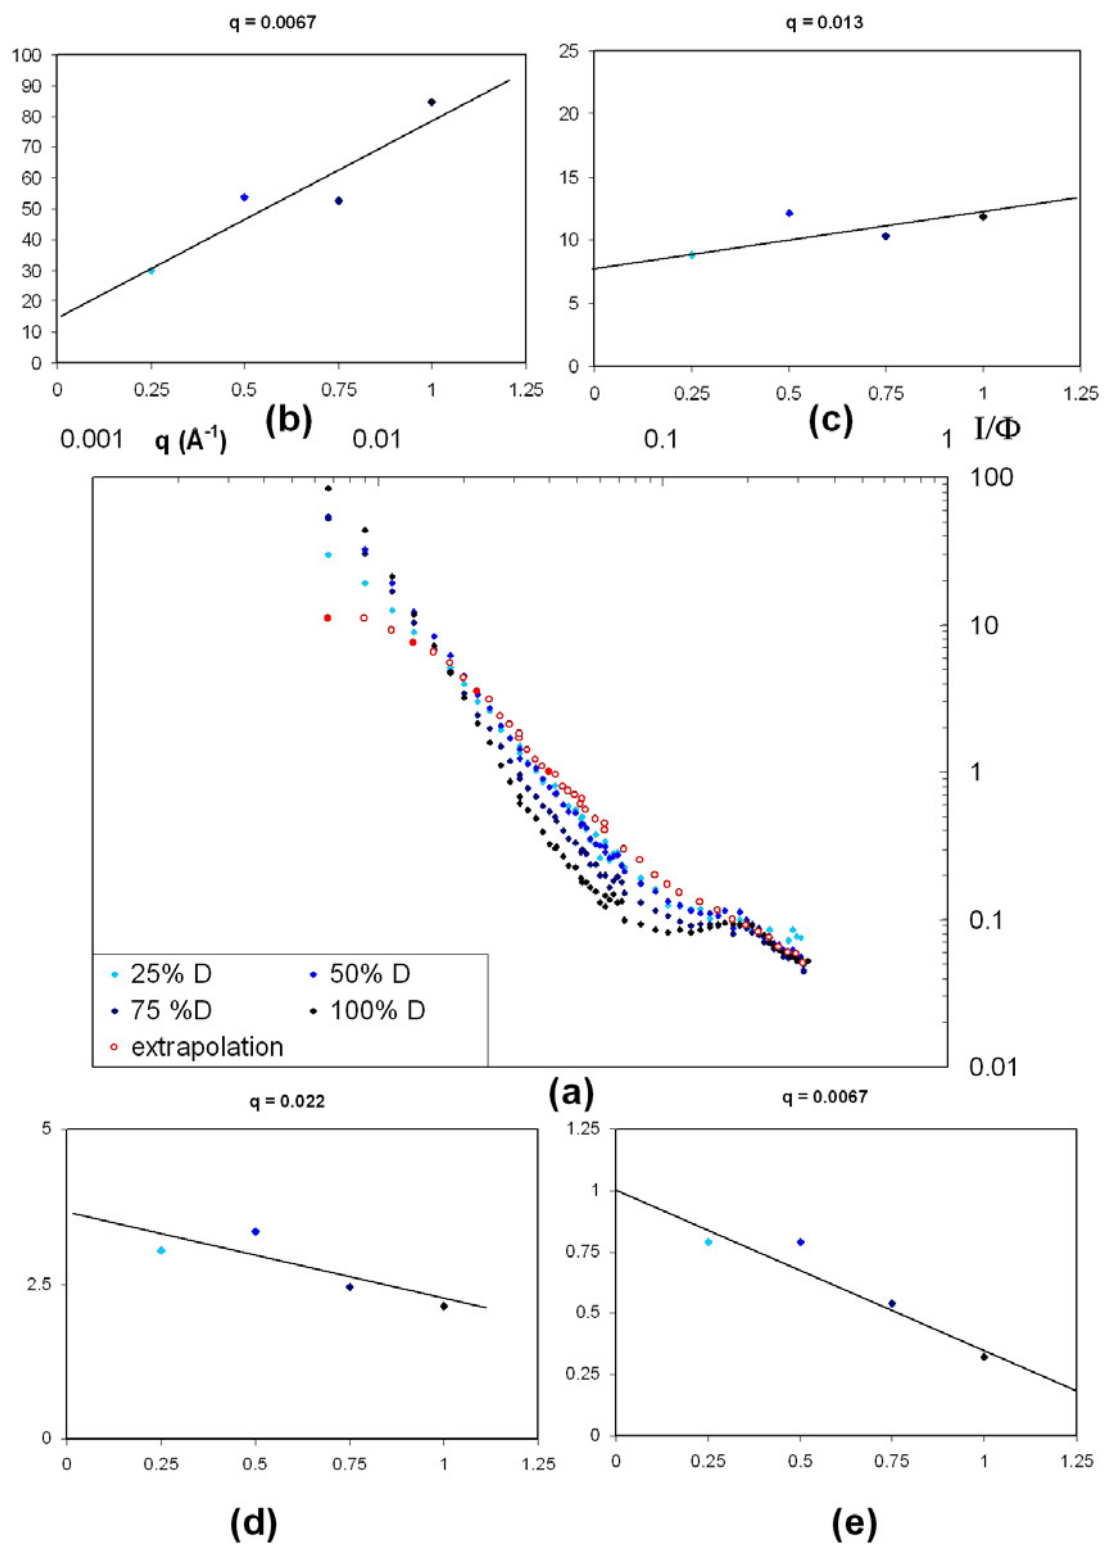 q = 0.0067
100
90
80
70
60
50
40
30
20
10
0
0 0.25 0.5 0.75 1 1.25
(b)
q = 0.013
25
20
15
10
5
0
0 0.25 0.5 0.75 1 1.25
(c)
0.001 q (Å⁻¹) 0.01 0.1 1 I/Φ
100
10
1
0.1
0.01
25% D 50% D
75 %D 100% D
extrapolation
(a)
q = 0.022
5
2.5
0
0 0.25 0.5 0.75 1 1.25
(d)
q = 0.0067
1.25
1
0.75
0.5
0.25
0
0 0.25 0.5 0.75 1 1.25
(e)